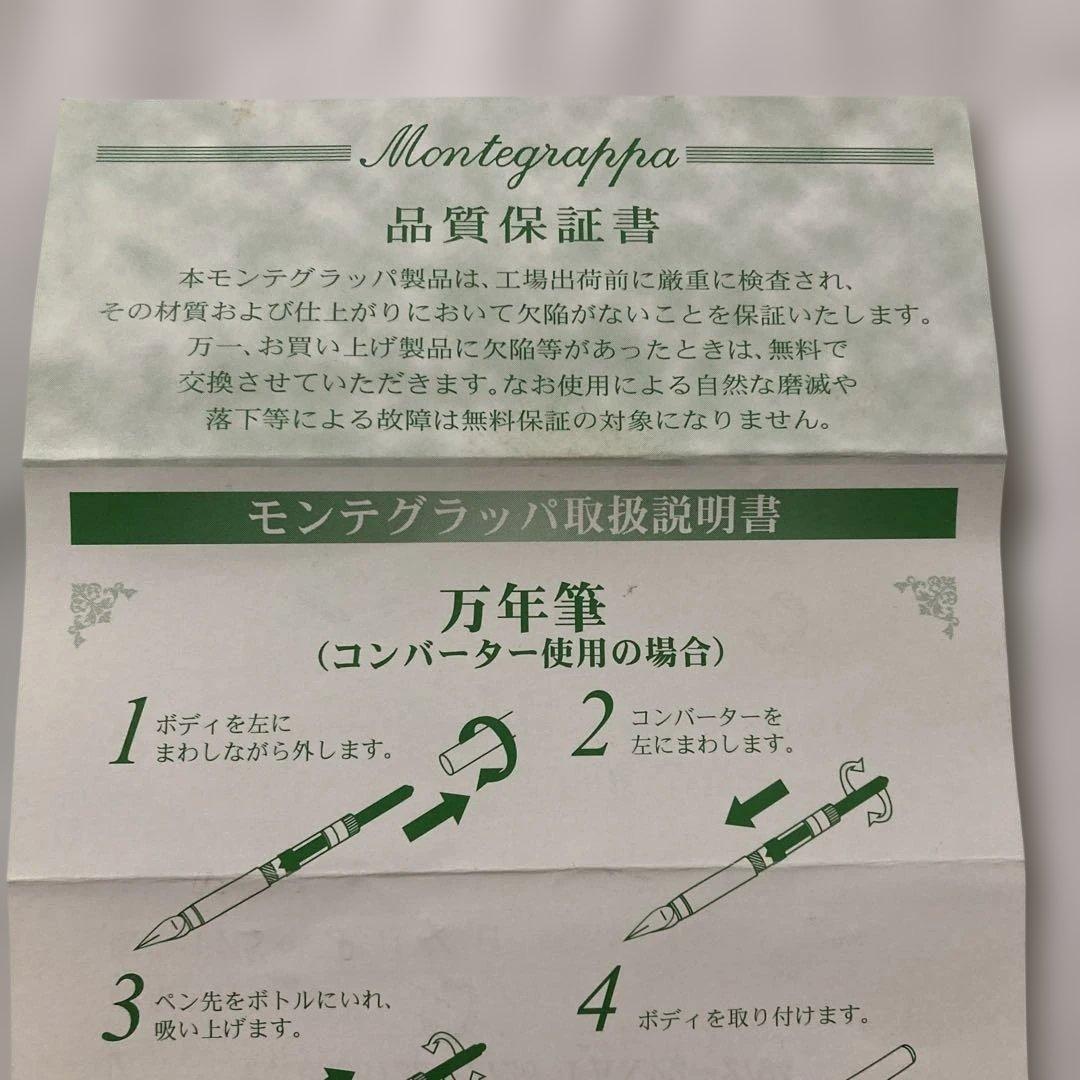 Montegrappa
品質保証書
本モンテグラッパ製品は、工場出荷前に厳重に検査され、
その材質および仕上がりにおいて欠陥がないことを保証いたします。
万一、お買い上げ製品に欠陥等があったときは、無料で
交換させていただきます。なお使用による自然な磨滅や
落下等による故障は無料保証の対象になりません。
モンテグラッパ取扱説明書
万年筆
（コンバーター使用の場合）
1 ボディを左に
まわしながら外します。
2 コンバーターを
左にまわします。
3 ペン先をボトルにいれ、
吸い上げます。
4 ボディを取り付けます。